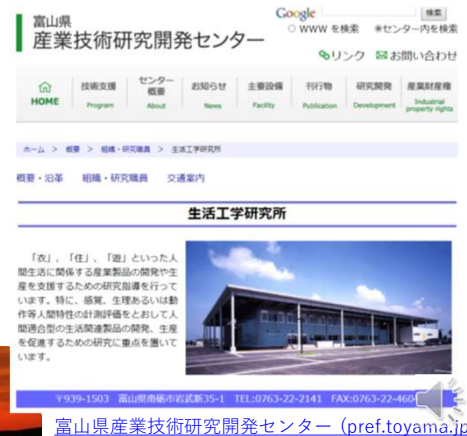 富山県
産業技術研究開発センター
Google
検索
WWW を検索 センター内を検索
リンク お問い合わせ
HOME
技術支援
Program
センター
概要
About
お知らせ
News
主要設備
Facility
刊行物
Publication
研究開発
Development
産業財産権
Industrial
property rights
ホーム > 概要 > 組織・研究職員 > 生活工学研究所
概要・沿革 組織・研究職員 交通案内
生活工学研究所
「衣」、「住」、「遊」といった人
間生活に関係する産業製品の開発や生
産を支援するための研究指導を行って
います。特に、感覚、生理あるいは動
作等人間特性の計測評価をとおして人
間適合型の生活関連製品の開発、生産
を促進するための研究に重点を置いて
います。
〒939-1503 富山県南砺市岩武新35-1 TEL:0763-22-2141 FAX:0763-22-460
富山県産業技術研究開発センター (pref.toyama.jp